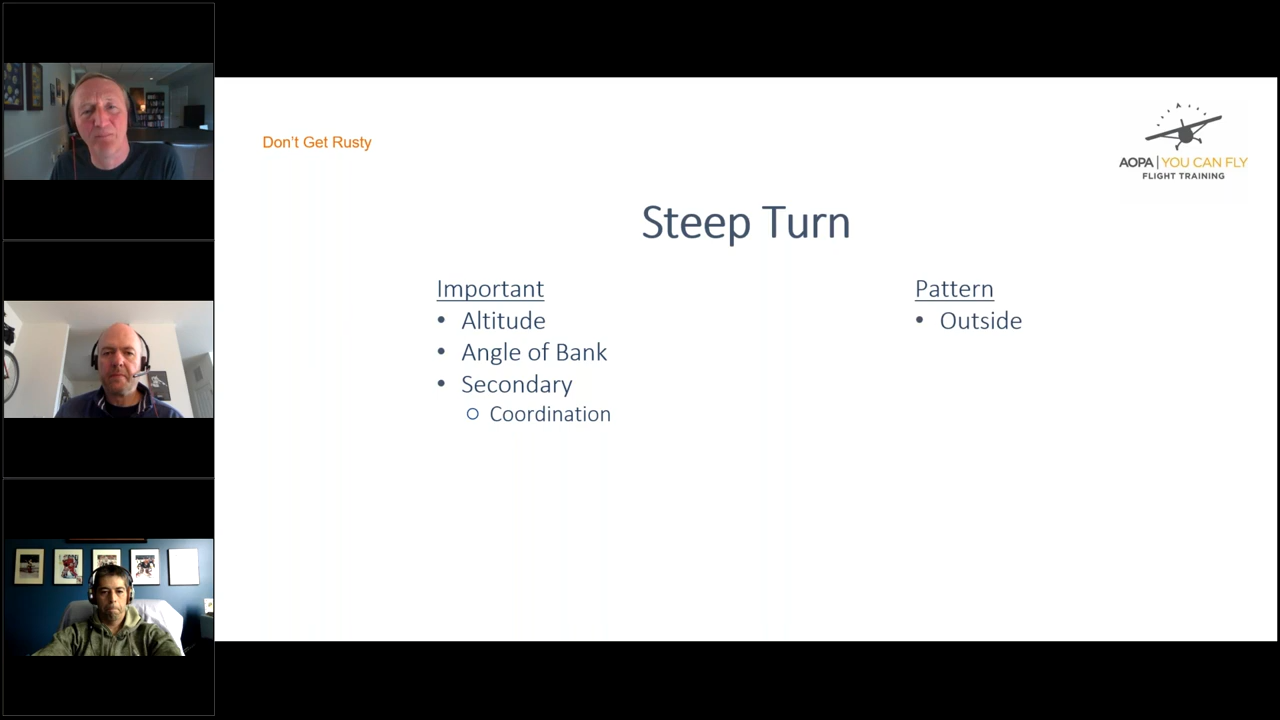 Don't Get Rusty
AOPA | YOU CAN FLY
FLIGHT TRAINING
Steep Turn
Important
• Altitude
• Angle of Bank
• Secondary
○ Coordination
Pattern
• Outside